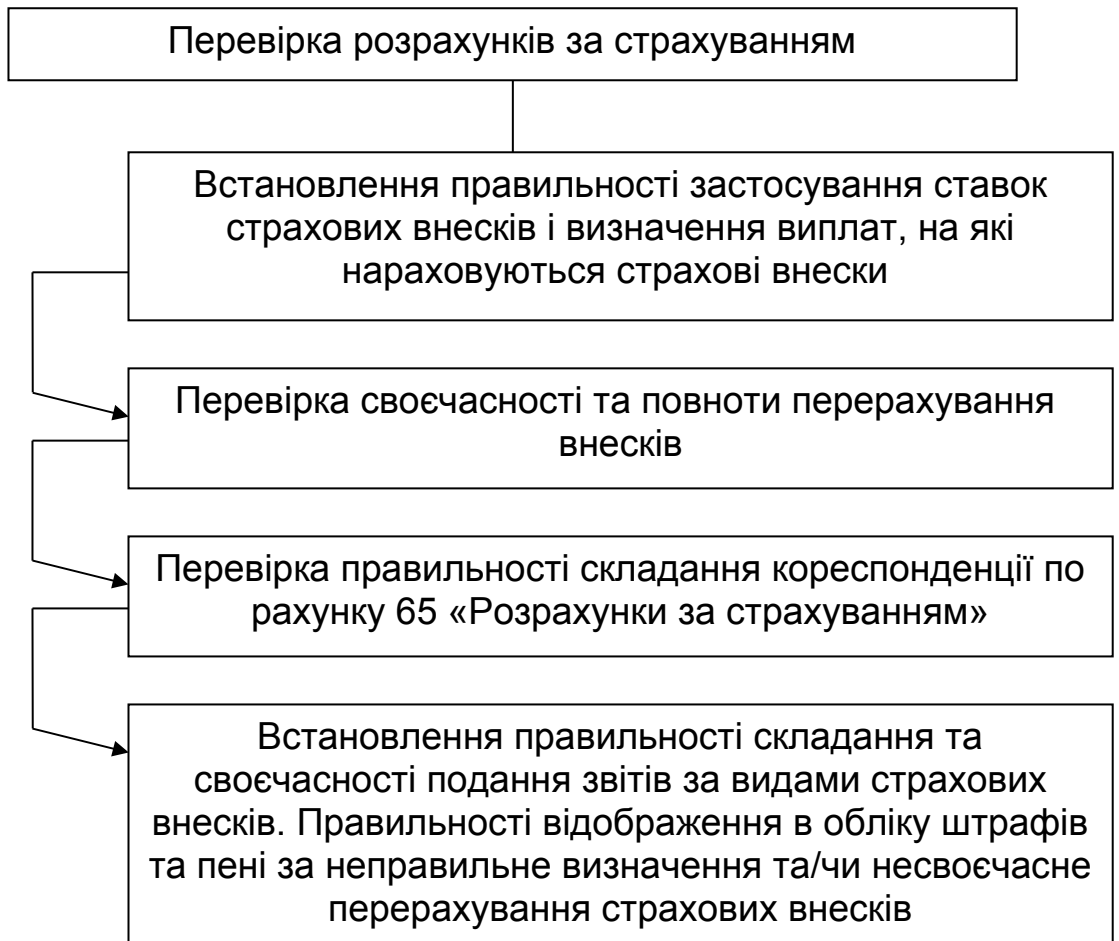 Перевірка розрахунків за страхуванням
Встановлення правильності застосування ставок
страхових внесків і визначення виплат, на які
нараховуються страхові внески
Перевірка своєчасності та повноти перерахування
внесків
Перевірка правильності складання кореспонденції по
рахунку 65 «Розрахунки за страхуванням»
Встановлення правильності складання та
своєчасності подання звітів за видами страхових
внесків. Правильності відображення в обліку штрафів
та пені за неправильне визначення та/чи несвоєчасне
перерахування страхових внесків